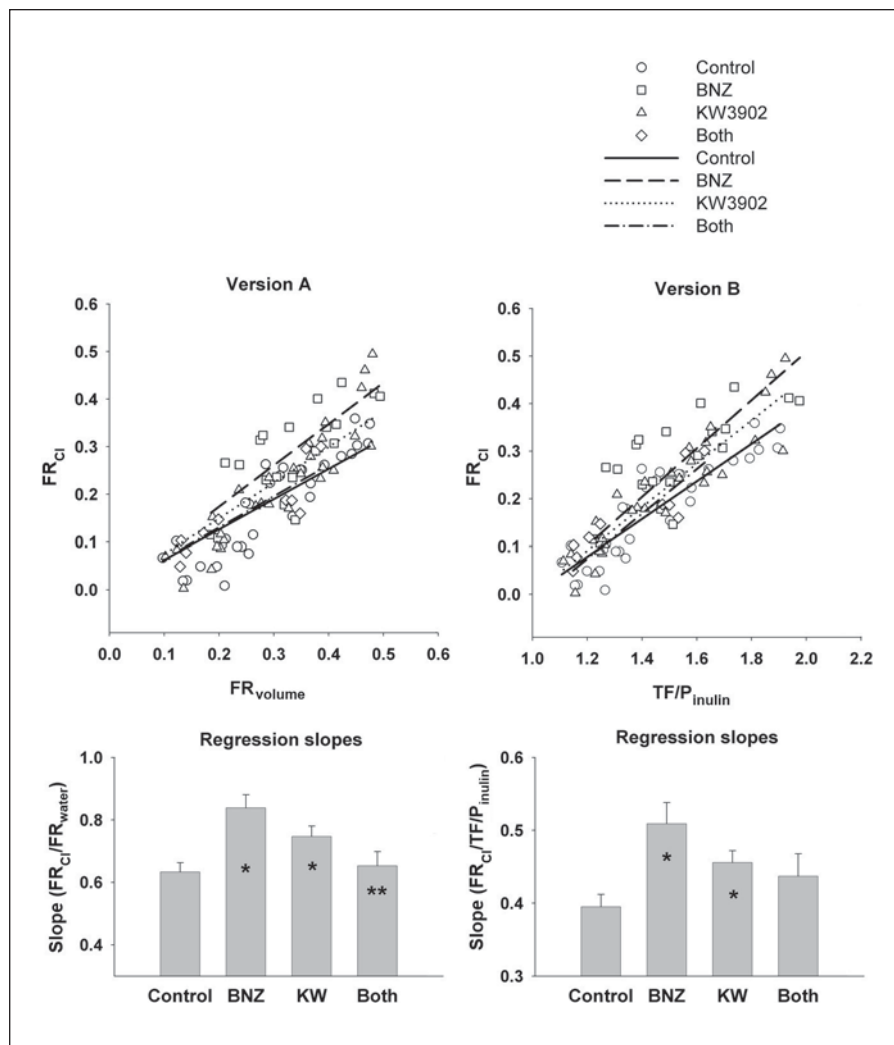 Control
BNZ
KW3902
Both
Control
BNZ
KW3902
Both
Version A
FRCl
0.6
0.5
0.4
0.3
0.2
0.1
0.0
0.0 0.1 0.2 0.3 0.4 0.5 0.6
FRvolume
Version B
FRCl
0.6
0.5
0.4
0.3
0.2
0.1
0.0
1.0 1.2 1.4 1.6 1.8 2.0 2.2
TF/Pinulin
Regression slopes
Slope (FRCl/FRwater)
1.0
0.8
0.6
0.4
* * **
Control BNZ KW Both
Regression slopes
Slope (FRCl/TF/Pinulin)
0.6
0.5
0.4
0.3
* *
Control BNZ KW Both